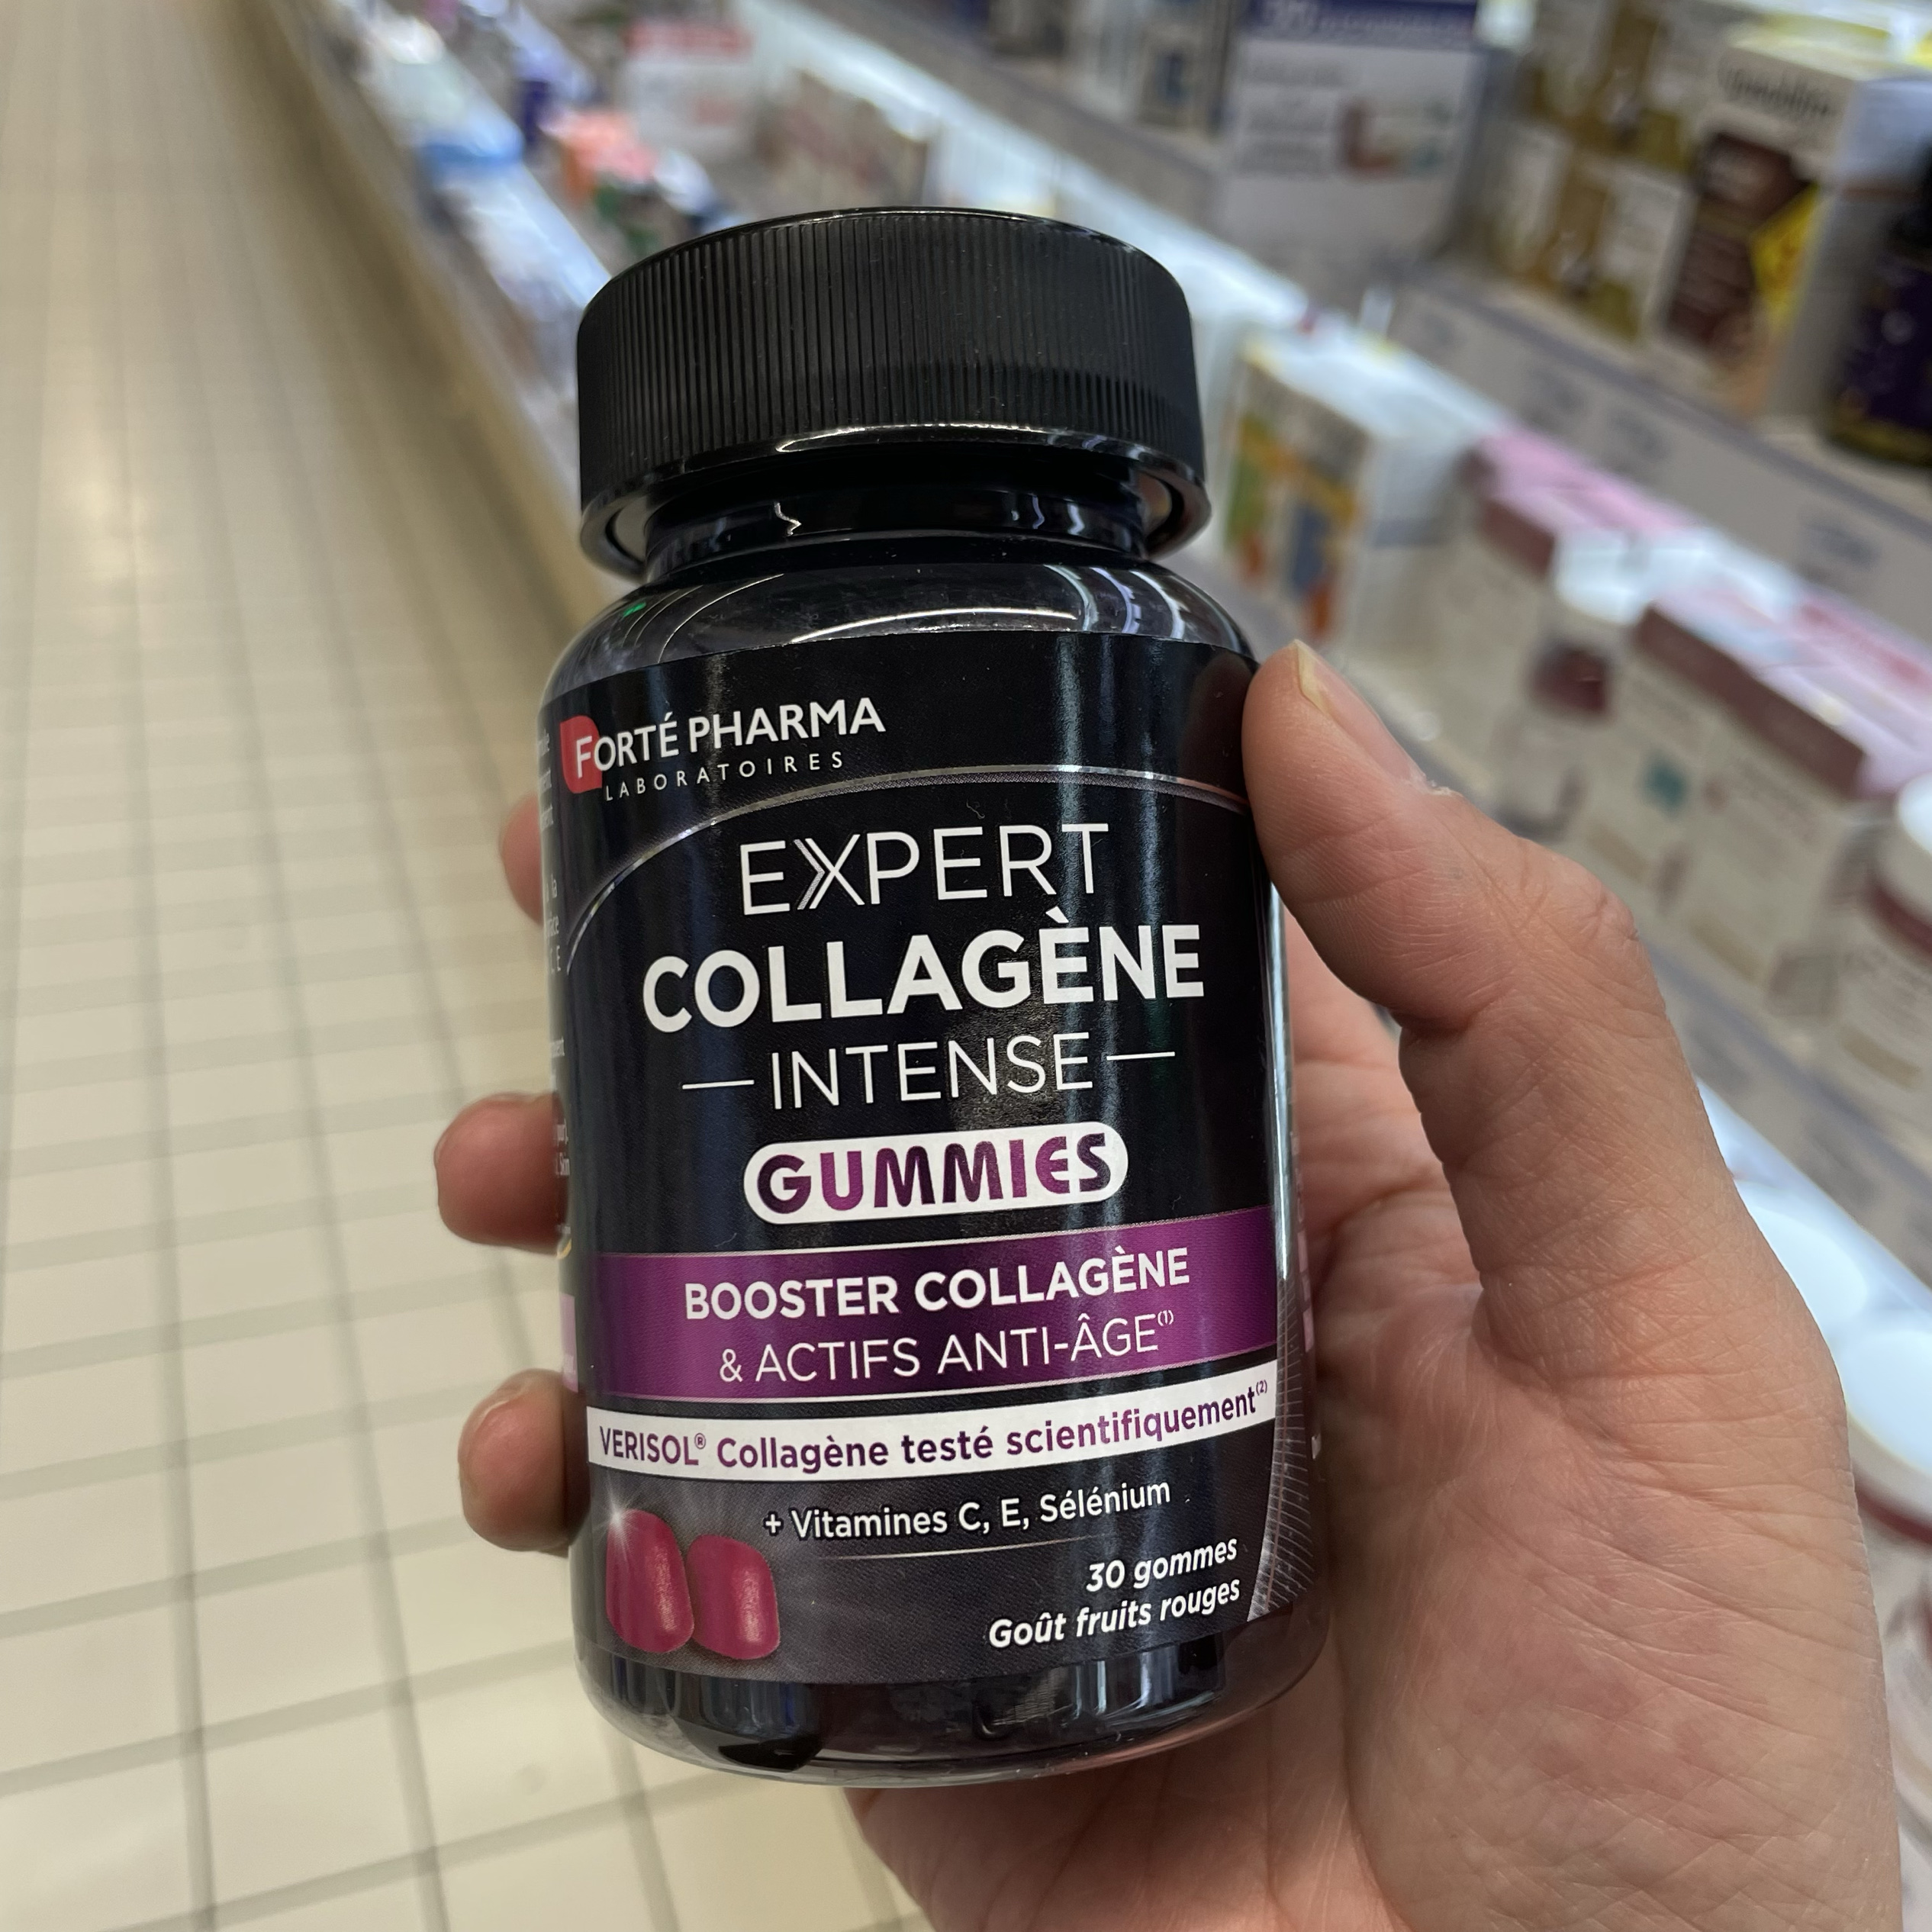 FORTÉ PHARMA
LABORATOIRES
EXPERT
COLLAGÈNE
INTENSE
GUMMIES
BOOSTER COLLAGÈNE
& ACTIFS ANTI-ÂGE(1)
VERISOL® Collagène testé scientifiquement(2)
+ Vitamines C, E, Sélénium
30 gommes
Goût fruits rouges